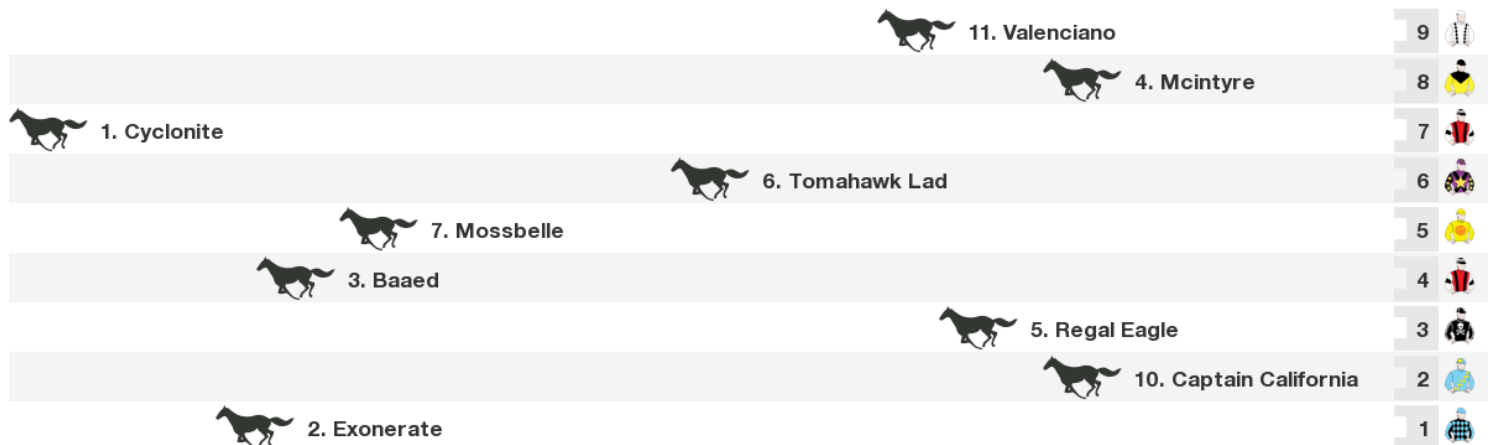 11. Valenciano 9
4. Mcintyre 8
1. Cyclonite 7
6. Tomahawk Lad 6
7. Mossbelle 5
3. Baaed 4
5. Regal Eagle 3
10. Captain California 2
2. Exonerate 1